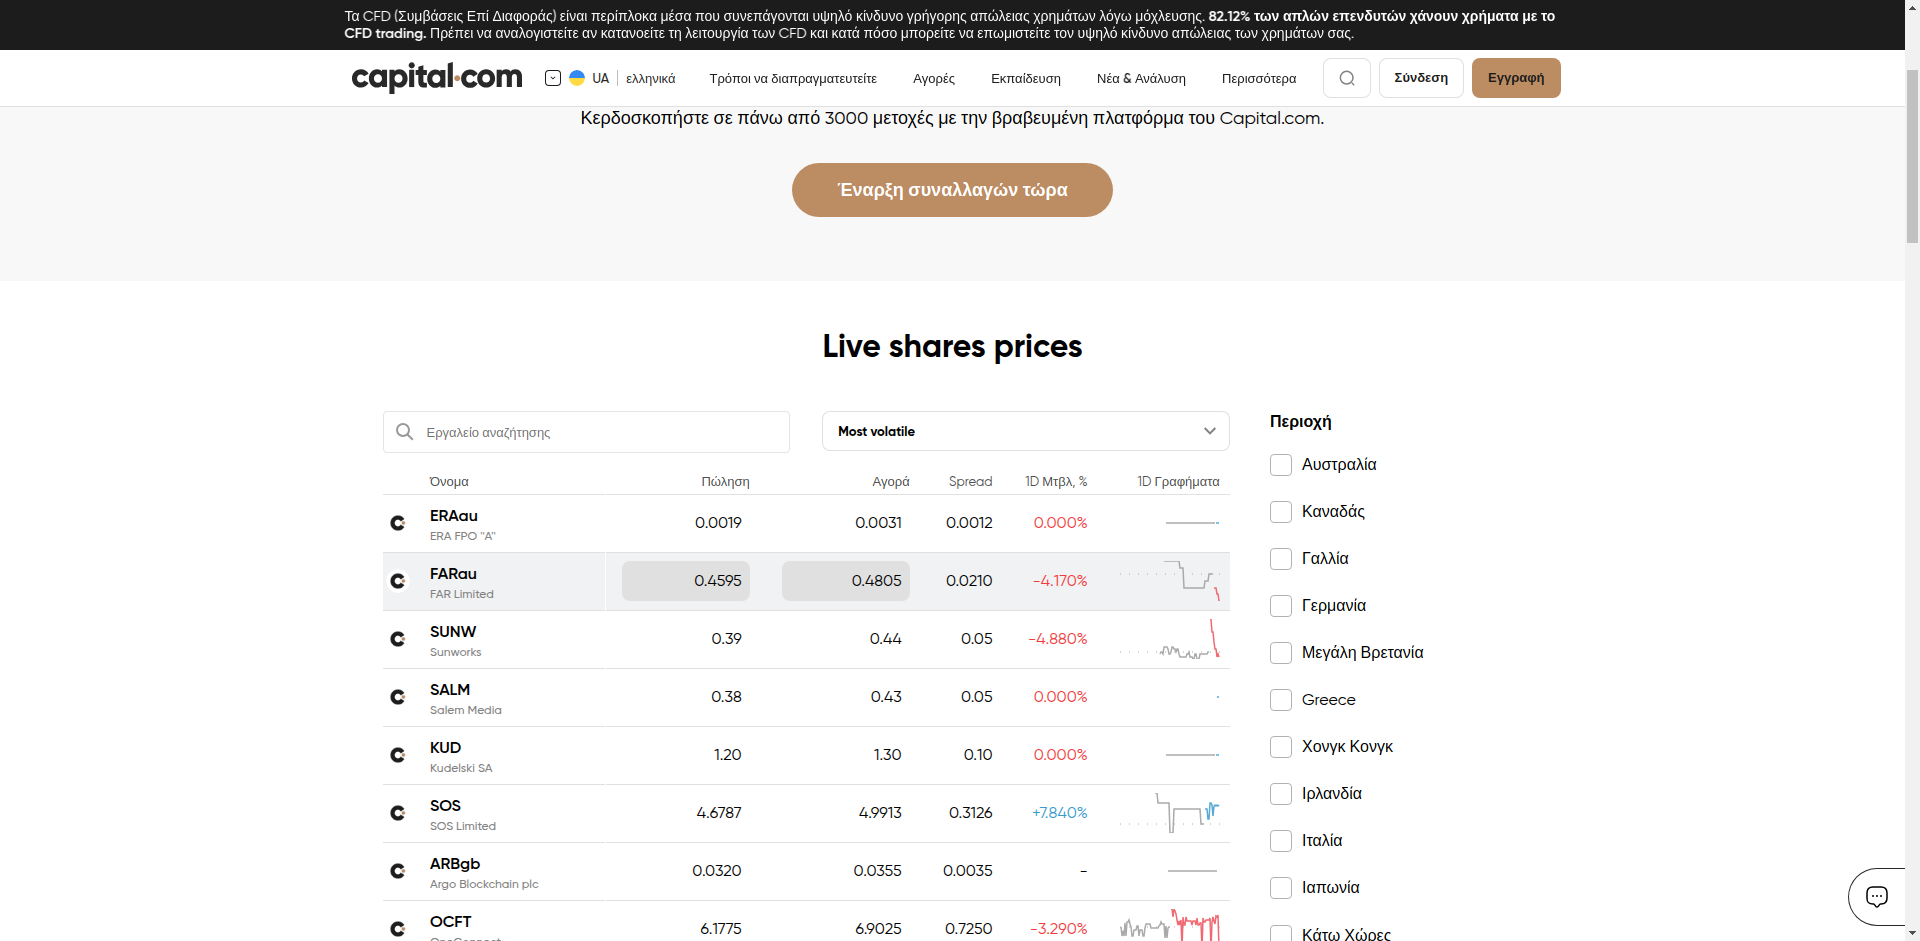 Τα CFD (Συμβάσεις Επί Διαφοράς) είναι περίπλοκα μέσα που συνεπάγονται υψηλό κίνδυνο γρήγορης απώλειας χρημάτων λόγω μόχλευσης. 82.12% των απλών επενδυτών χάνουν χρήματα με το
CFD trading. Πρέπει να αναλογιστείτε αν κατανοείτε τη λειτουργία των CFD και κατά πόσο μπορείτε να επωμιστείτε τον υψηλό κίνδυνο απώλειας των χρημάτων σας.
capital.com UA ελληνικά Τρόποι να διαπραγματευτείτε Αγορές Εκπαίδευση Νέα & Ανάλυση Περισσότερα Σύνδεση Εγγραφή
Κερδοσκοπήστε σε πάνω από 3000 μετοχές με την βραβευμένη πλατφόρμα του Capital.com.
Έναρξη συναλλαγών τώρα
Live shares prices
Εργαλείο αναζήτησης Most volatile
Όνομα Πώληση Αγορά Spread 1D Μτβλ, % 1D Γραφήματα
ERAau 0.0019 0.0031 0.0012 0.000%
ERA FPO "A"
FARau 0.4595 0.4805 0.0210 -4.170%
FAR Limited
SUNW 0.39 0.44 0.05 -4.880%
Sunworks
SALM 0.38 0.43 0.05 0.000%
Salem Media
KUD 1.20 1.30 0.10 0.000%
Kudelski SA
SOS 4.6787 4.9913 0.3126 +7.840%
SOS Limited
ARBgb 0.0320 0.0355 0.0035 -
Argo Blockchain plc
OCFT 6.1775 6.9025 0.7250 -3.290%
Περιοχή
Αυστραλία
Καναδάς
Γαλλία
Γερμανία
Μεγάλη Βρετανία
Greece
Χονγκ Κονγκ
Ιρλανδία
Ιταλία
Ιαπωνία
Κάτω Χώρες